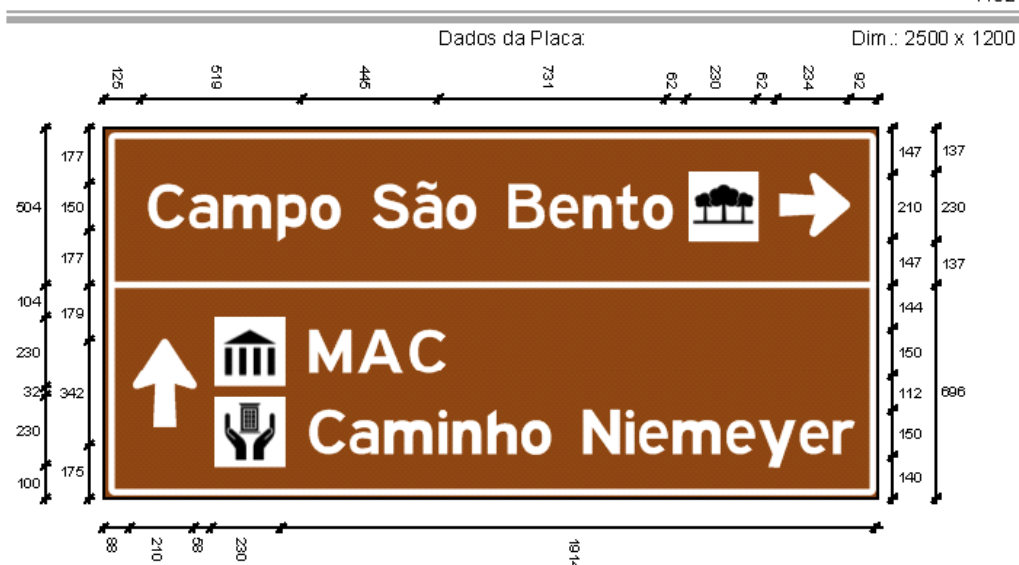 Dados da Placa: Dim.: 2500 x 1200
125 519 445 731 62 230 62 234 92
177 147 137
504 150 Campo São Bento 210 230
177 147 137
104 179 144
230 MAC 150
32 342 112 696
230 Caminho Niemeyer 150
100 175 140
88 210 58 230 1914